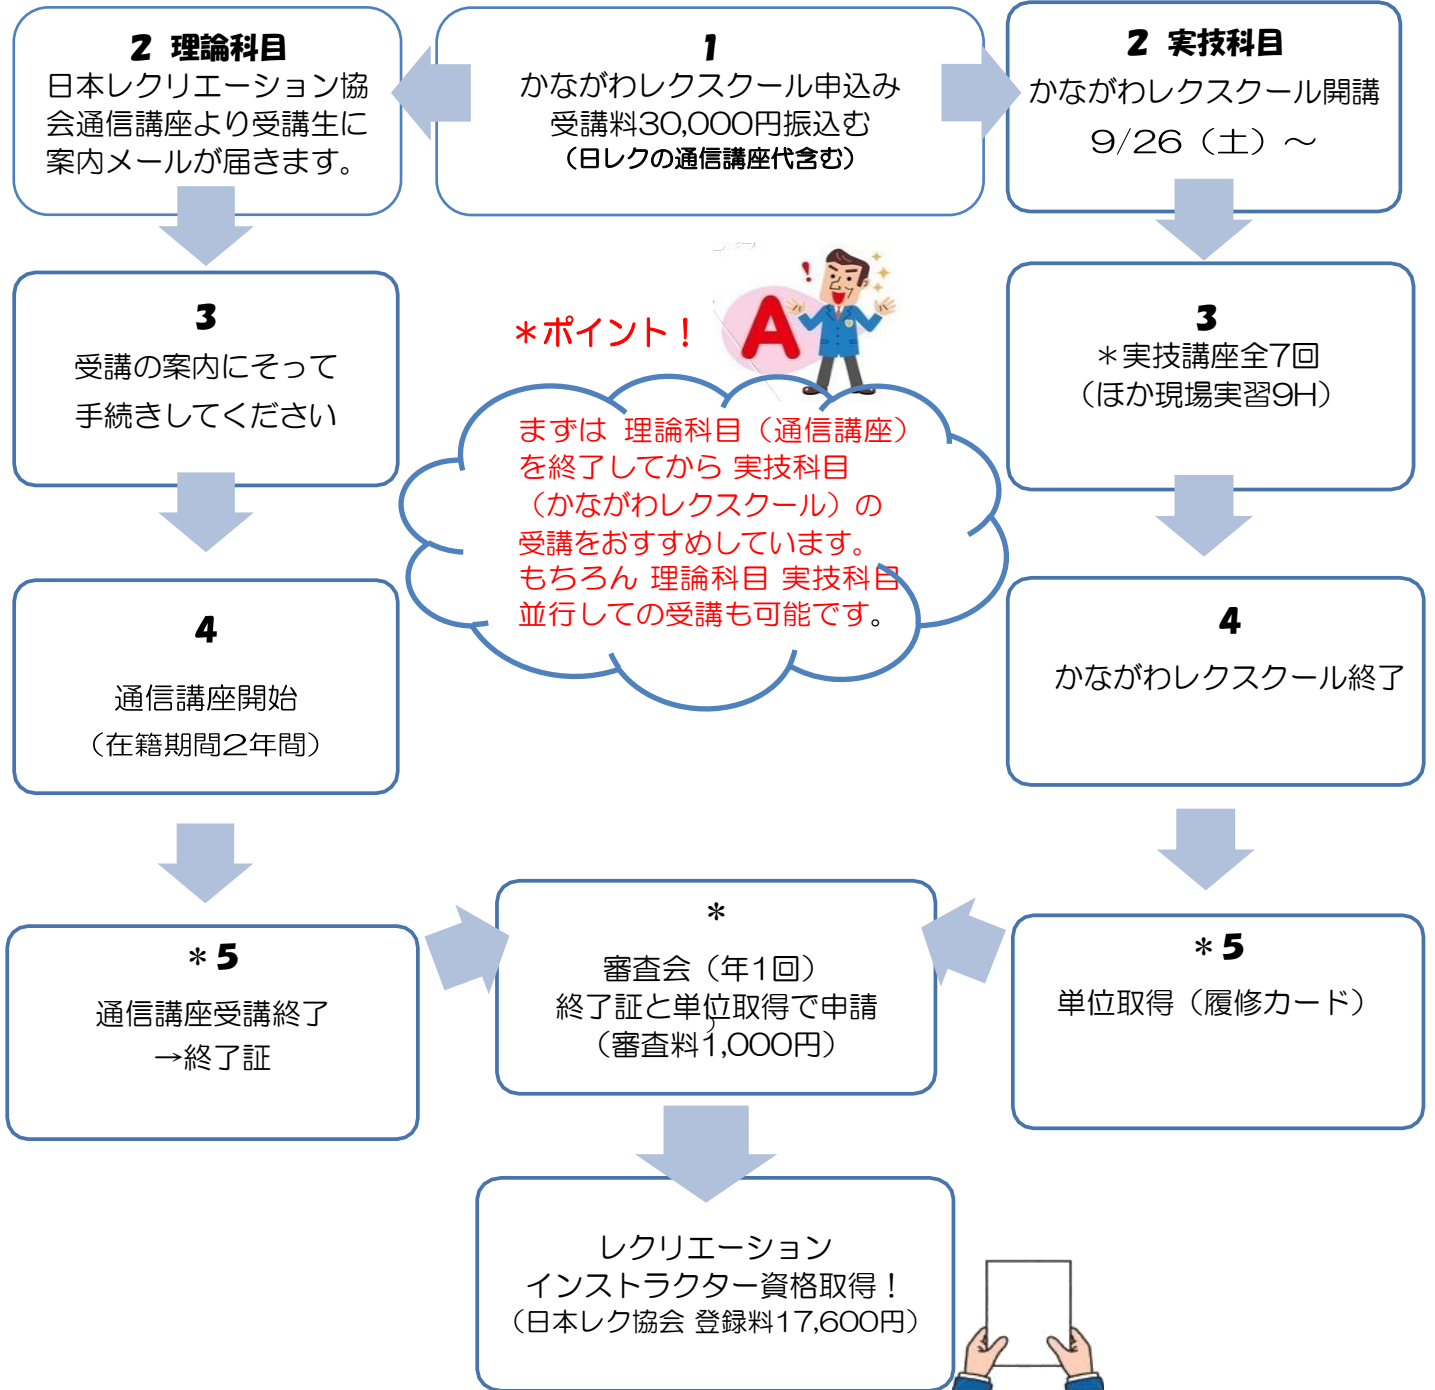 1
かながわレクスクール申込み
受講料30,000円振込む
（日レクの通信講座代含む）
2 理論科目
日本レクリエーション協
会通信講座より受講生に
案内メールが届きます。
3
受講の案内にそって
手続きしてください
4
通信講座開始
（在籍期間2年間）
＊5
通信講座受講終了
→終了証
2 実技科目
かながわレクスクール開講
9/26（土）～
3
＊実技講座全7回
（ほか現場実習9H）
4
かながわレクスクール終了
＊5
単位取得（履修カード）
＊ポイント！
A
!
まずは 理論科目（通信講座）
を終了してから 実技科目
（かながわレクスクール）の
受講をおすすめしています。
もちろん 理論科目 実技科目
並行しての受講も可能です。
＊
審査会（年1回）
終了証と単位取得で申請
）
（審査料1,000円）
レクリエーション
インストラクター資格取得！
（日本レク協会 登録料17,600円）